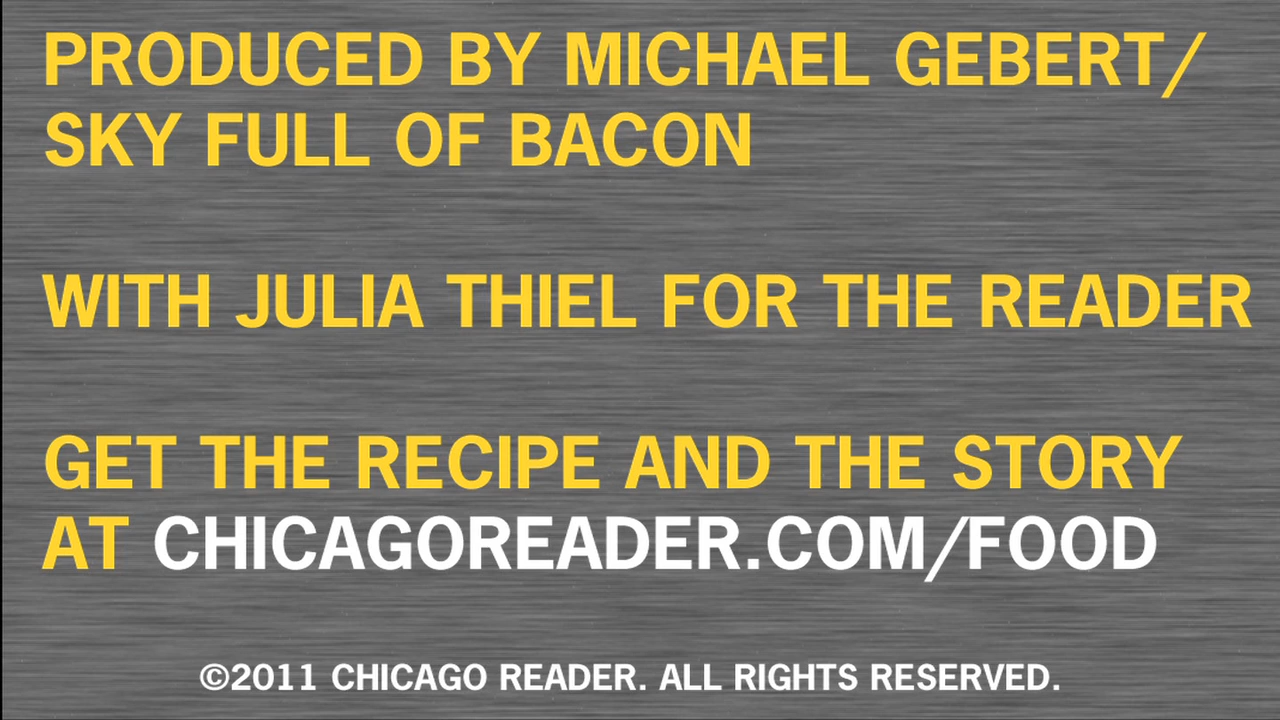 PRODUCED BY MICHAEL GEBERT/
SKY FULL OF BACON
WITH JULIA THIEL FOR THE READER
GET THE RECIPE AND THE STORY
AT CHICAGOREADER.COM/FOOD
©2011 CHICAGO READER. ALL RIGHTS RESERVED.